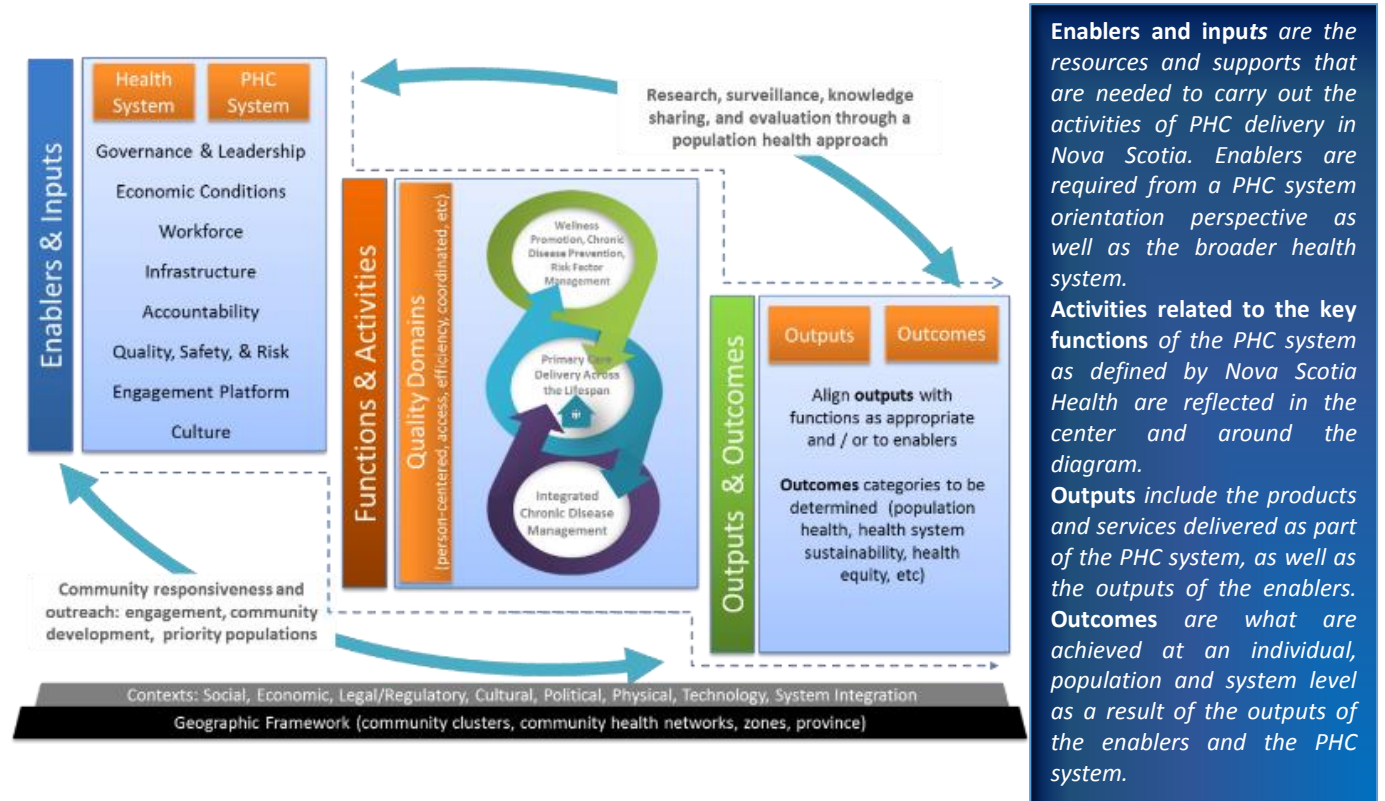 Enablers & Inputs
Health
System
PHC
System
Governance & Leadership
Economic Conditions
Workforce
Infrastructure
Accountability
Quality, Safety, & Risk
Engagement Platform
Culture
Research, surveillance, knowledge
sharing, and evaluation through a
population health approach
Functions & Activities
Quality Domains
(person-centered, access, efficiency, coordinated, etc)
Wellness
Promotion, Chronic
Disease Prevention,
Risk Factor
Management
Primary Care
Delivery Across
the Lifespan
Integrated
Chronic Disease
Management
Outputs & Outcomes
Outputs
Outcomes
Align outputs with
functions as appropriate
and / or to enablers
Outcomes categories to be
determined (population
health, health system
sustainability, health
equity, etc)
Community responsiveness and
outreach: engagement, community
development, priority populations
Contexts: Social, Economic, Legal/Regulatory, Cultural, Political, Physical, Technology, System Integration
Geographic Framework (community clusters, community health networks, zones, province)
Enablers and inputs are the
resources and supports that
are needed to carry out the
activities of PHC delivery in
Nova Scotia. Enablers are
required from a PHC system
orientation perspective as
well as the broader health
system.
Activities related to the key
functions of the PHC system
as defined by Nova Scotia
Health are reflected in the
center and around the
diagram.
Outputs include the products
and services delivered as part
of the PHC system, as well as
the outputs of the enablers.
Outcomes are what are
achieved at an individual,
population and system level
as a result of the outputs of
the enablers and the PHC
system.